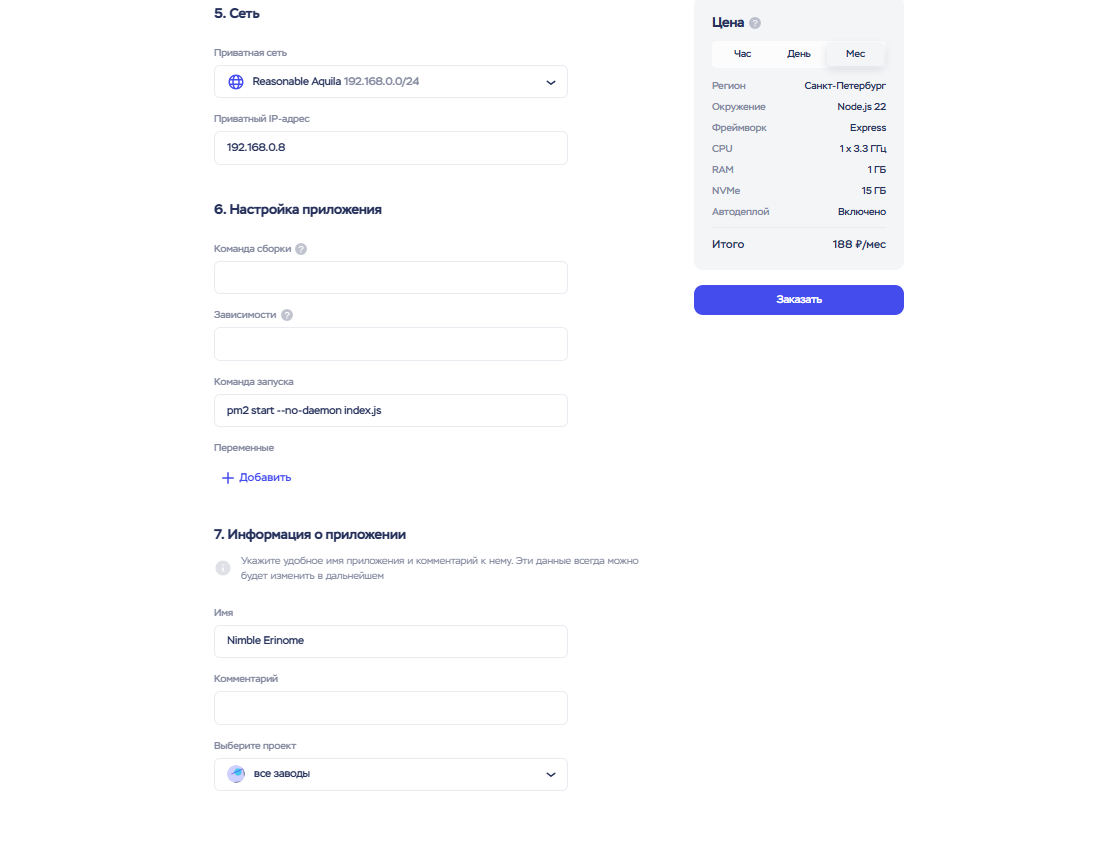 5. Сеть
Приватная сеть
Reasonable Aquila 192.168.0.0/24
Приватный IP-адрес
192.168.0.8
6. Настройка приложения
Команда сборки ?
Зависимости ?
Команда запуска
pm2 start --no-daemon index.js
Переменные
+ Добавить
7. Информация о приложении
Укажите удобное имя приложения и комментарий к нему. Эти данные всегда можно
будет изменить в дальнейшем
Имя
Nimble Erinome
Комментарий
Выберите проект
все заводы
Цена ?
Час День Мес
Регион Санкт-Петербург
Окружение Node.js 22
Фреймворк Express
CPU 1 x 3.3 ГГц
RAM 1 ГБ
NVMe 15 ГБ
Автодеплой Включено
Итого 188 ₽/мес
Заказать